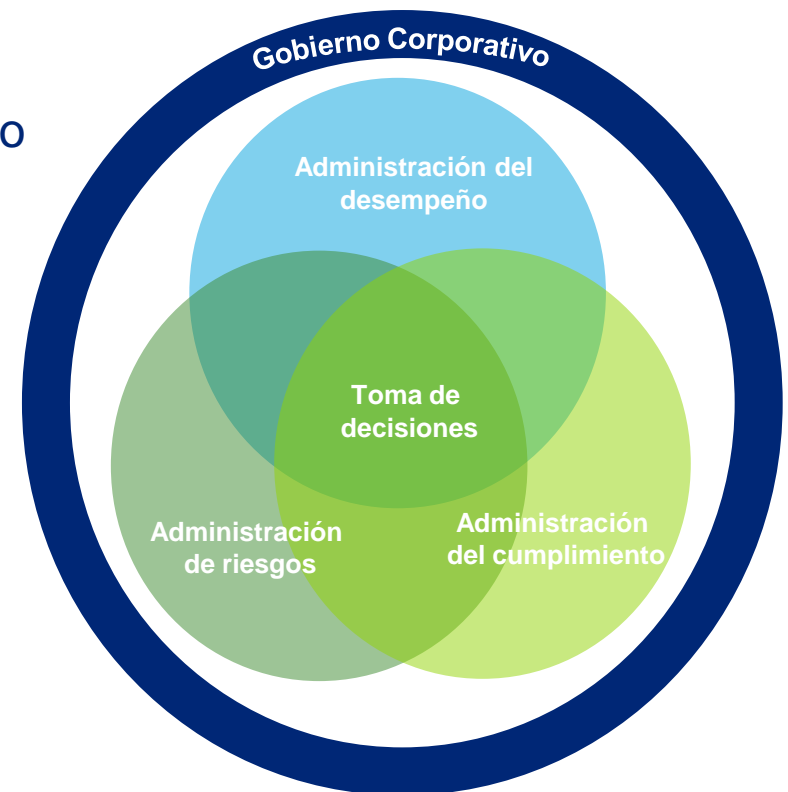 Gobierno Corporativo
o
Administración del
desempeño
Toma de
decisiones
Administración
de riesgos
Administración
del cumplimiento